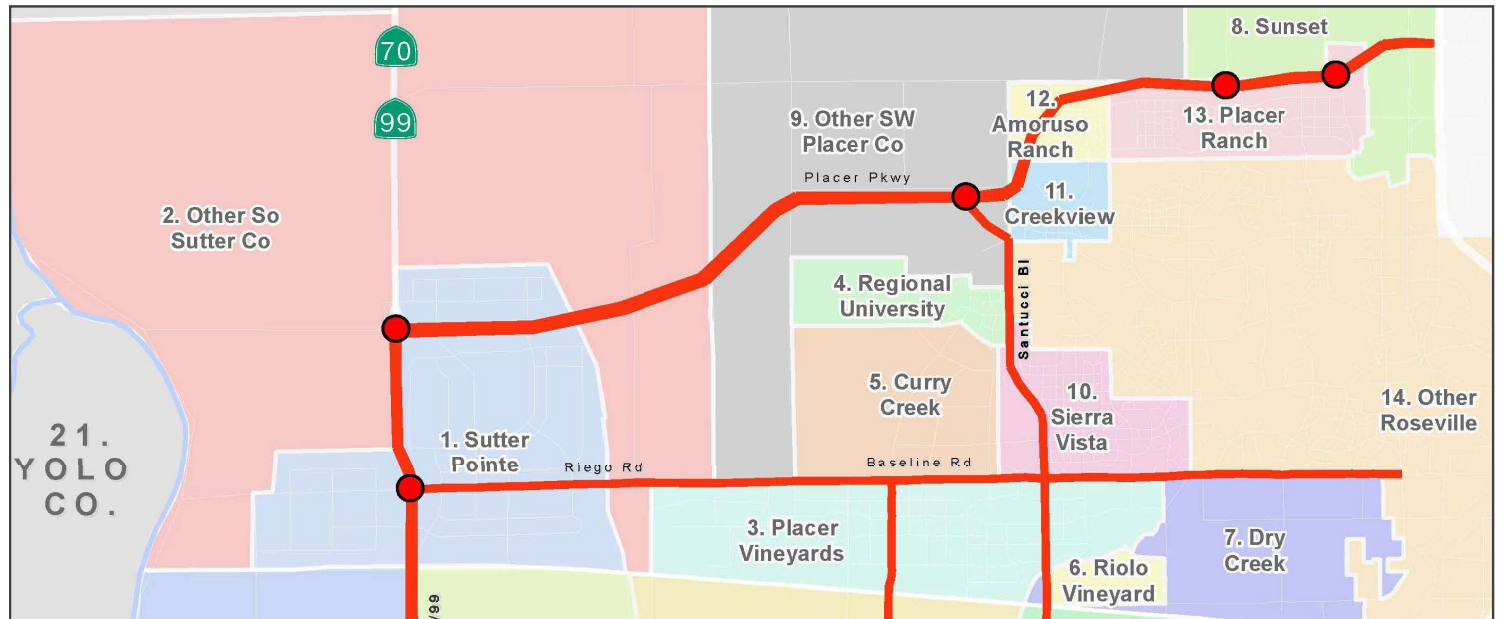 70
8. Sunset
99
12.
Amoruso
Ranch
9. Other SW
Placer Co
13. Placer
Ranch
Placer Pkwy
11.
Creekview
2. Other So
Sutter Co
4. Regional
University
Santucci Bl
5. Curry
Creek
10.
Sierra
Vista
14. Other
Roseville
21.
YOLO
CO.
1. Sutter
Pointe
Riego Rd
Baseline Rd
3. Placer
Vineyards
7. Dry
Creek
6. Riolo
Vineyard
/99